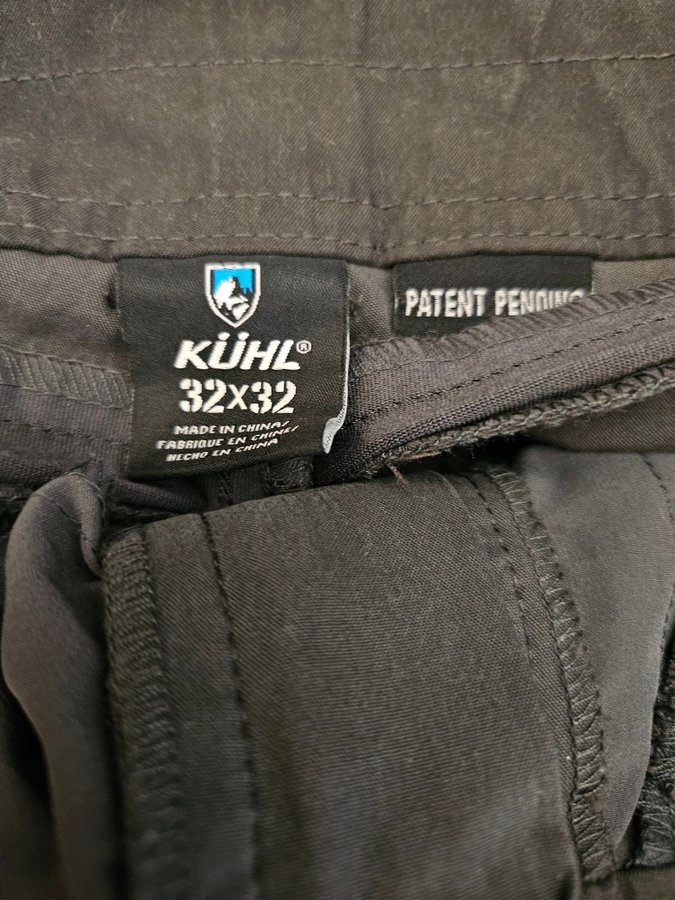 KÜHL®
32X32
MADE IN CHINA/
FABRIQUE EN CHINE/
HECHO EN CHINA
PATENT PENDING